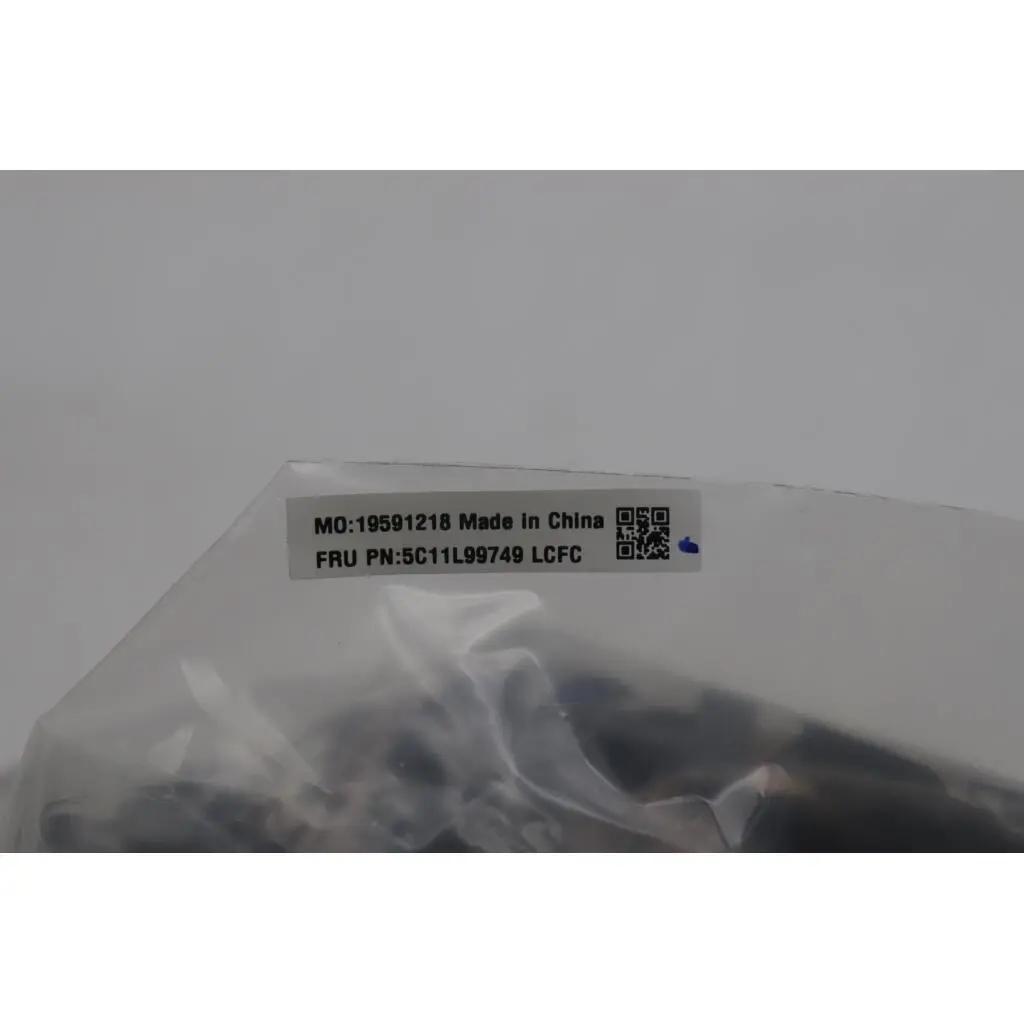 MO:19591218 Made in China
FRU PN:5C11L99749 LCFC